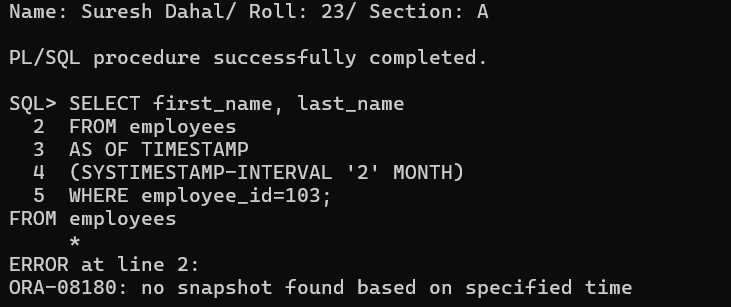 Name: Suresh Dahal/ Roll: 23/ Section: A
PL/SQL procedure successfully completed.
SQL> SELECT first_name, last_name
  2  FROM employees
  3  AS OF TIMESTAMP
  4  (SYSTIMESTAMP-INTERVAL '2' MONTH)
  5  WHERE employee_id=103;
FROM employees
     *
ERROR at line 2:
ORA-08180: no snapshot found based on specified time